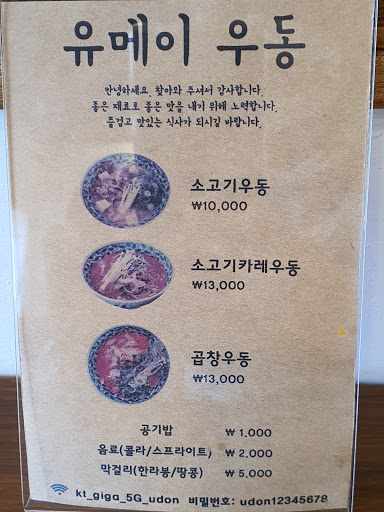 유메이 우동
안녕하세요. 찾아와 주셔서 감사합니다.
좋은 재료로 좋은 맛을 내기 위해 노력합니다.
즐겁고 맛있는 식사가 되시길 바랍니다.
소고기우동
₩10,000
소고기카레우동
₩13,000
곱창우동
₩13,000
공기밥 ₩ 1,000
음료(콜라/스프라이트) ₩ 2,000
막걸리(한라봉/땅콩) ₩ 5,000
kt_giga_5G_udon 비밀번호: udon12345678